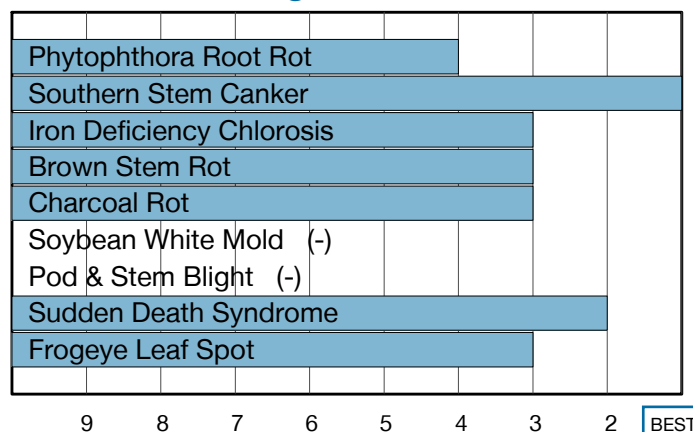 Phytophthora Root Rot
Southern Stem Canker
Iron Deficiency Chlorosis
Brown Stem Rot
Charcoal Rot
Soybean White Mold (-)
Pod & Stem Blight (-)
Sudden Death Syndrome
Frogeye Leaf Spot
9 8 7 6 5 4 3 2 BEST